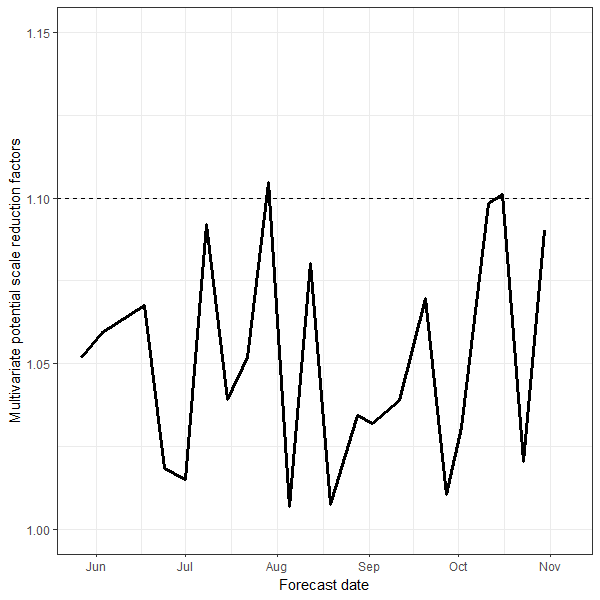 Multivariate potential scale reduction factors
1.15
1.10
1.05
1.00
Jun Jul Aug Sep Oct Nov
Forecast date